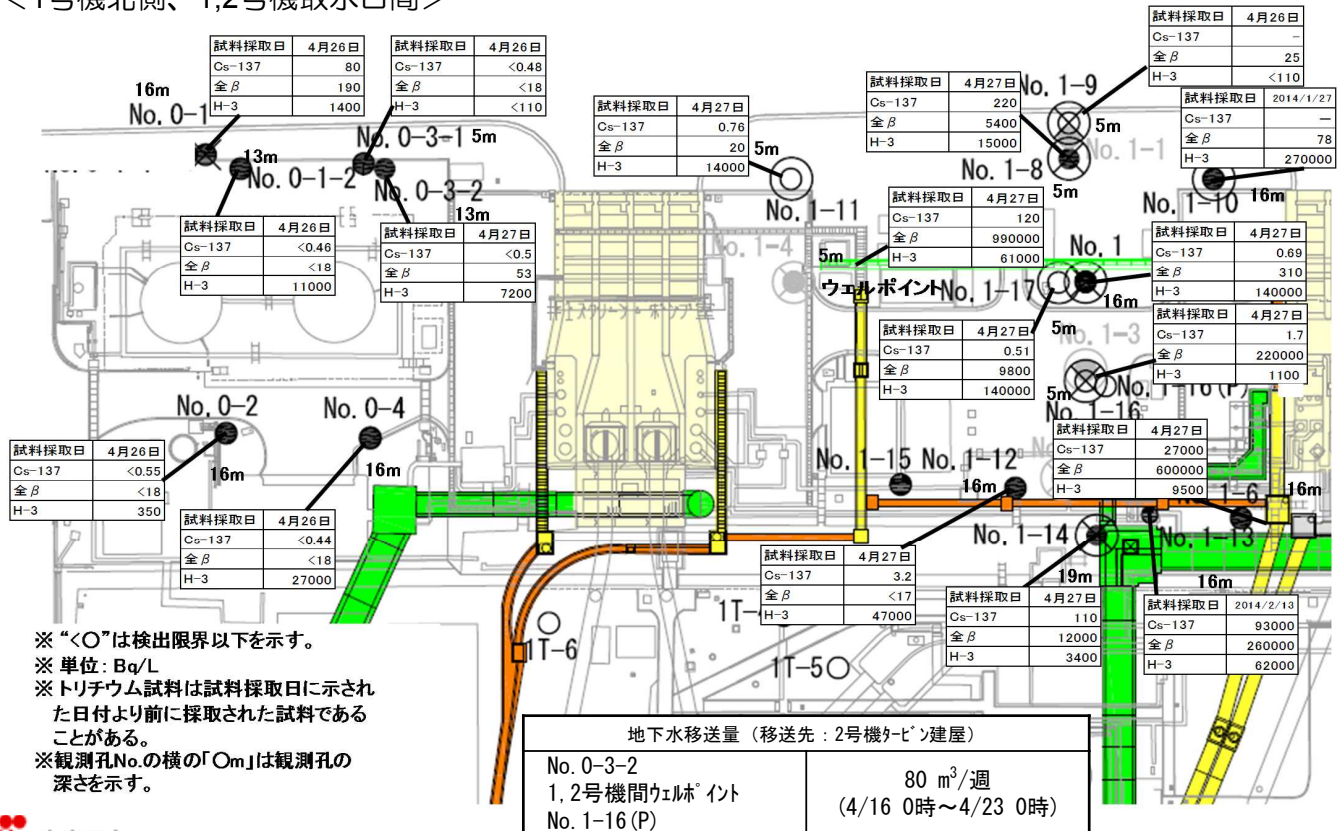 <1号機北側、1,2号機取水口間>
試料採取日 4月26日
Cs-137 80
全β 190
H-3 1400
16m
No. 0-1
試料採取日 4月26日
Cs-137 <0.48
全β <18
H-3 <110
No. 0-3-1 5m
13m
No. 0-1-2
No. 0-3-2
13m
試料採取日 4月26日
Cs-137 <0.46
全β <18
H-3 11000
試料採取日 4月27日
Cs-137 <0.5
全β 53
H-3 7200
試料採取日 4月27日
Cs-137 0.76
全β 20
H-3 14000
5m
No. 1-11
試料採取日 4月27日
Cs-137 220
全β 5400
H-3 15000
No. 1-8
5m
試料採取日 4月26日
Cs-137 -
全β 25
H-3 <110
No. 1-9
5m
No. 1-1
試料採取日 2014/1/27
Cs-137 -
全β 78
H-3 270000
No. 1-10 16m
試料採取日 4月27日
Cs-137 120
全β 990000
H-3 61000
5m
ウェルポイント
No. 1-4
No. 1
16m
試料採取日 4月27日
Cs-137 0.69
全β 310
H-3 140000
No. 1-17
5m
試料採取日 4月27日
Cs-137 0.51
全β 9800
H-3 140000
No. 1-3
試料採取日 4月27日
Cs-137 1.7
全β 220000
H-3 1100
5m
No. 1-16
No. 1-16(P)
試料採取日 4月27日
Cs-137 27000
全β 600000
H-3 9500
No. 1-6 16m
No. 0-2
16m
試料採取日 4月26日
Cs-137 <0.55
全β <18
H-3 350
No. 0-4
16m
試料採取日 4月26日
Cs-137 <0.44
全β <18
H-3 27000
No. 1-15 No. 1-12
16m
試料採取日 4月27日
Cs-137 3.2
全β <17
H-3 47000
No. 1-14
19m
試料採取日 4月27日
Cs-137 110
全β 12000
H-3 3400
No. 1-13
16m
試料採取日 2014/2/13
Cs-137 93000
全β 260000
H-3 62000
1T-6
1T-5
※ “<○”は検出限界以下を示す。
※ 単位: Bq/L
※ トリチウム試料は試料採取日に示され
た日付より前に採取された試料である
ことがある。
※観測孔No.の横の「○m」は観測孔の
深さを示す。
地下水移送量(移送先:2号機タービン建屋)
No. 0-3-2
1,2号機間ウェルポイント
No. 1-16(P)
80 m³/週
(4/16 0時~4/23 0時)